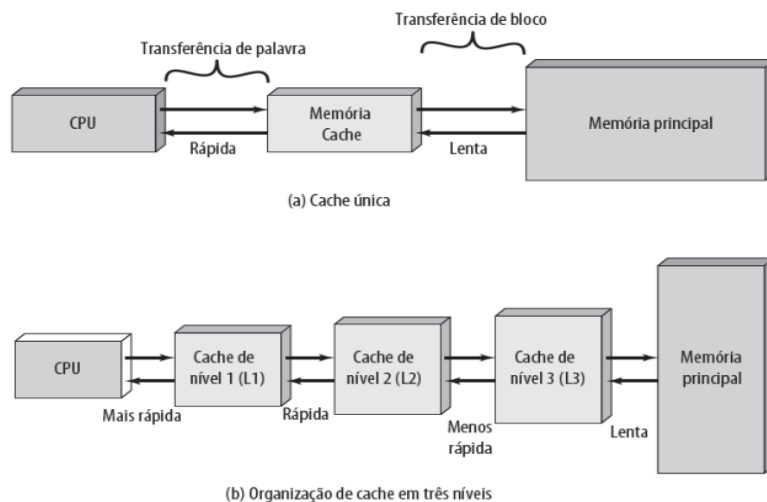 Transferência de palavra
Transferência de bloco
CPU
Memória
Cache
Memória principal
Rápida
Lenta
(a) Cache única
CPU
Cache de
nível 1 (L1)
Cache de
nível 2 (L2)
Cache de
nível 3 (L3)
Memória
principal
Mais rápida
Rápida
Menos
rápida
Lenta
(b) Organização de cache em três níveis